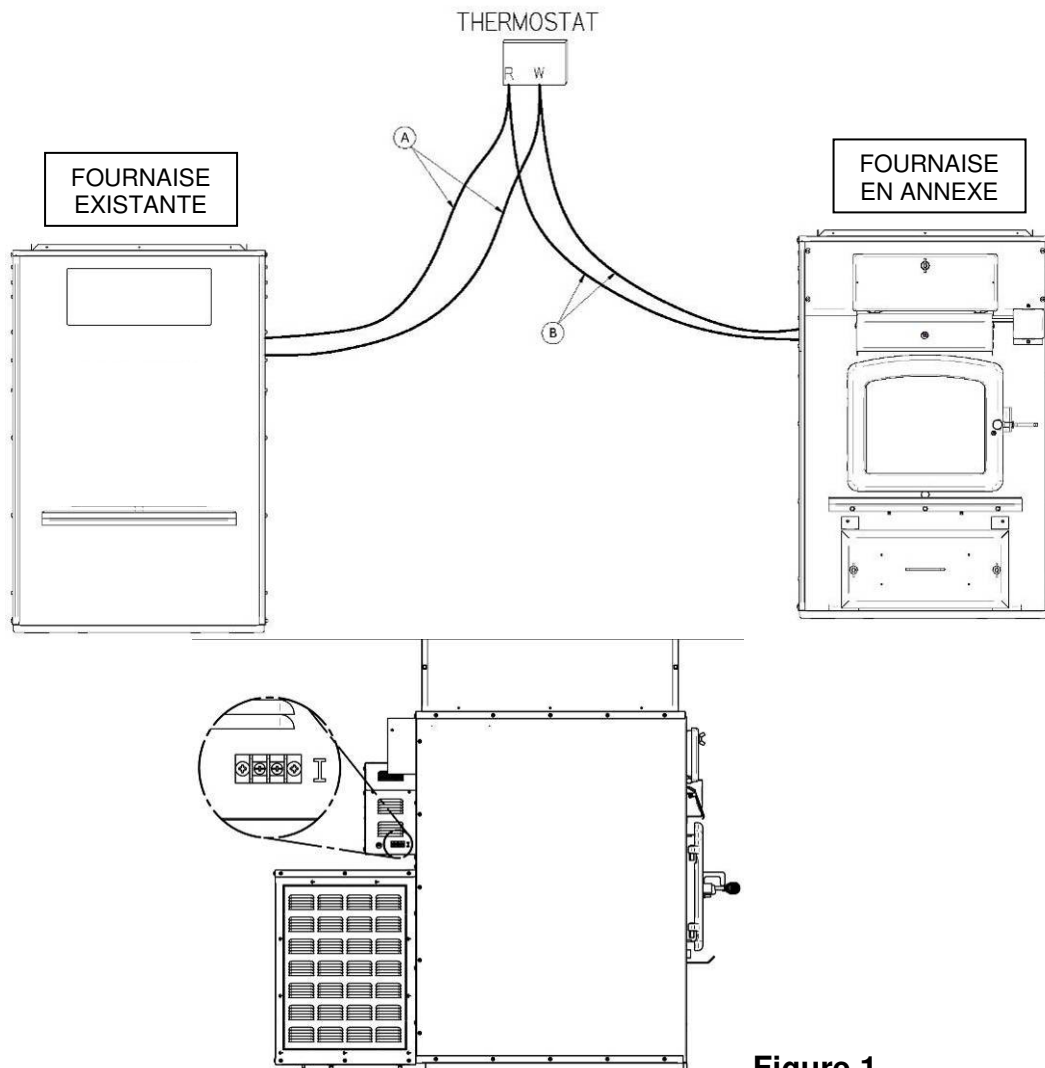 THERMOSTAT
R W
A
FOURNAISE
EXISTANTE
FOURNAISE
EN ANNEXE
B
I
Figure 1